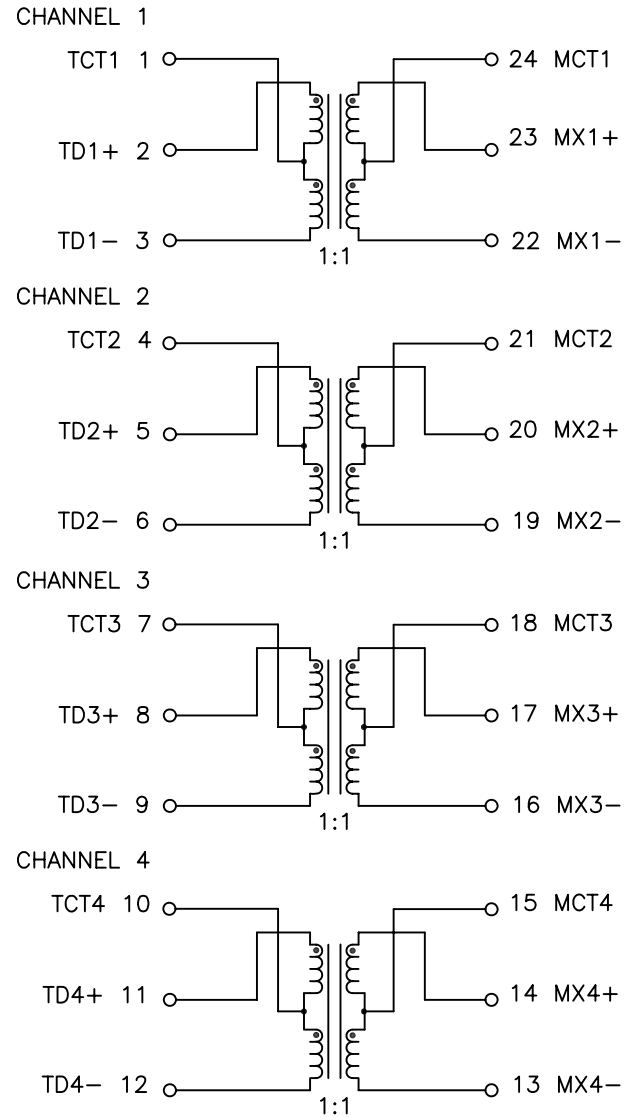 CHANNEL 1
TCT1 1
24 MCT1
TD1+ 2
23 MX1+
TD1- 3
22 MX1-
1:1
CHANNEL 2
TCT2 4
21 MCT2
TD2+ 5
20 MX2+
TD2- 6
19 MX2-
1:1
CHANNEL 3
TCT3 7
18 MCT3
TD3+ 8
17 MX3+
TD3- 9
16 MX3-
1:1
CHANNEL 4
TCT4 10
15 MCT4
TD4+ 11
14 MX4+
TD4- 12
13 MX4-
1:1